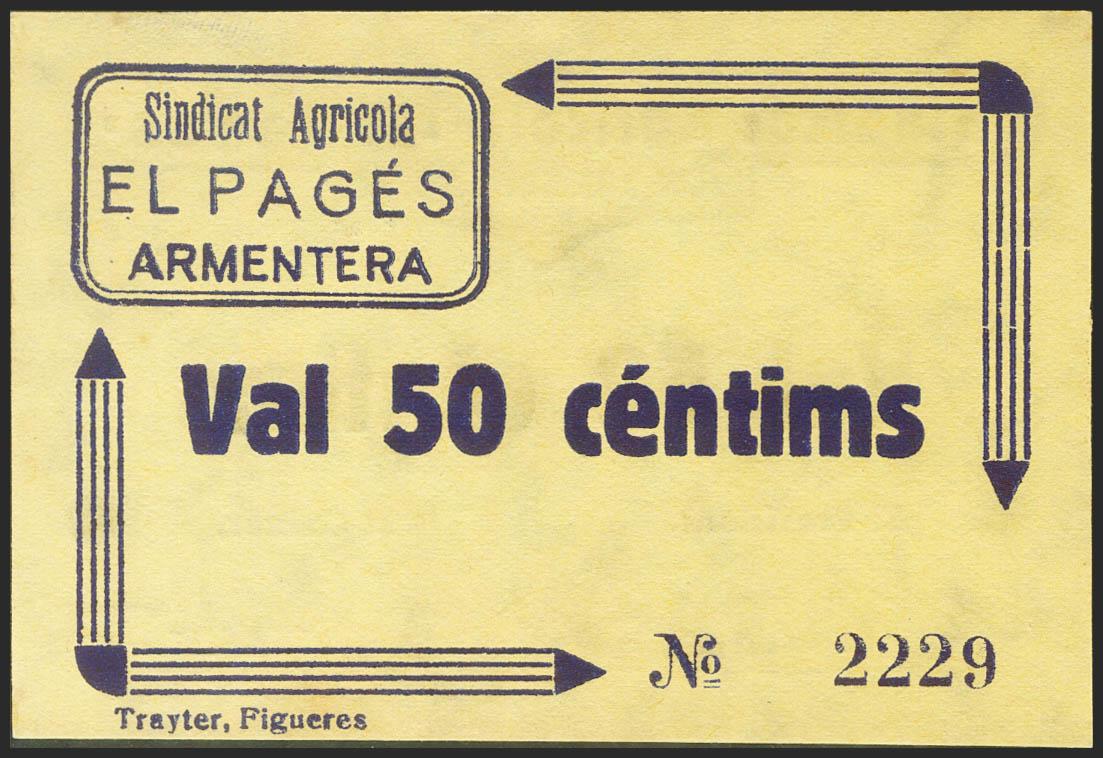 Sindicat Agricola
EL PAGÉS
ARMENTERA
Val 50 céntims
№ 2229
Trayter, Figueres